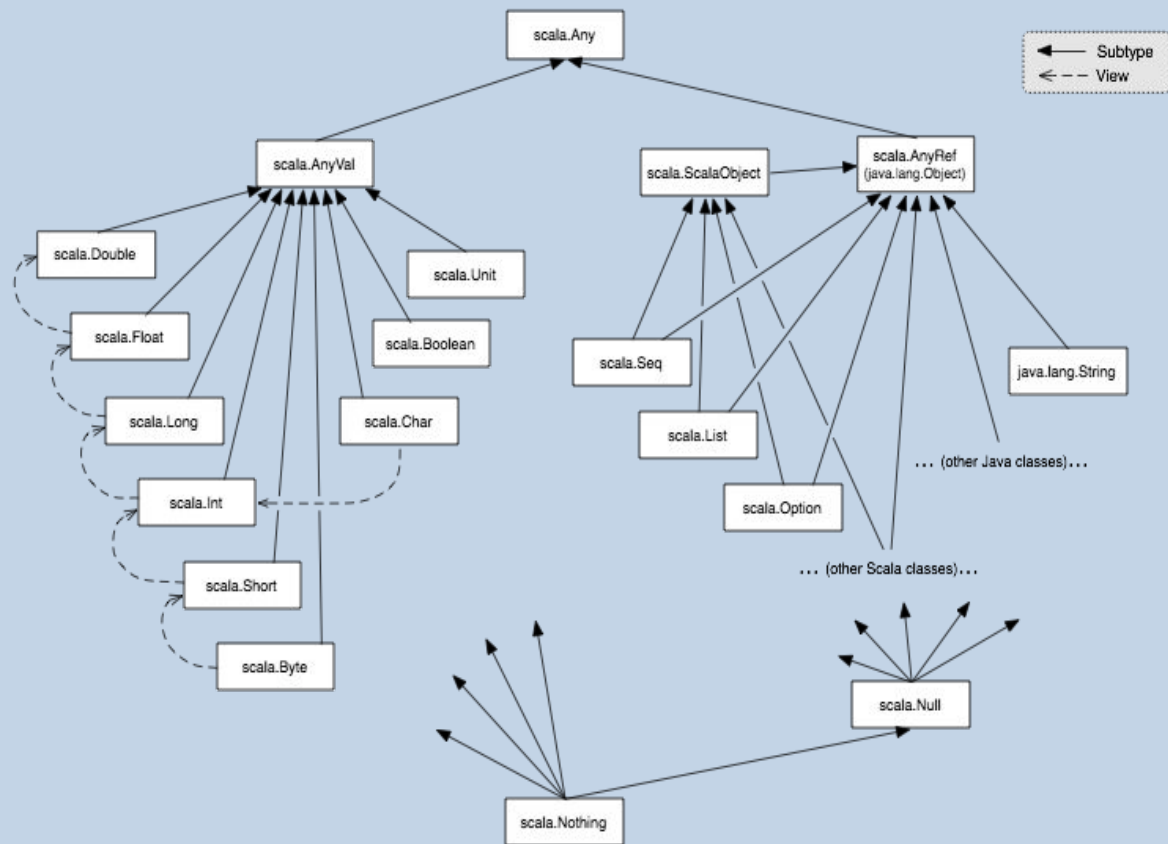 scala.Any
Subtype
View
scala.AnyVal
scala.ScalaObject
scala.AnyRef
(java.lang.Object)
scala.Double
scala.Unit
scala.Float
scala.Boolean
scala.Seq
java.lang.String
scala.Long
scala.Char
scala.List
... (other Java classes)...
scala.Int
scala.Option
... (other Scala classes)...
scala.Short
scala.Byte
scala.Null
scala.Nothing